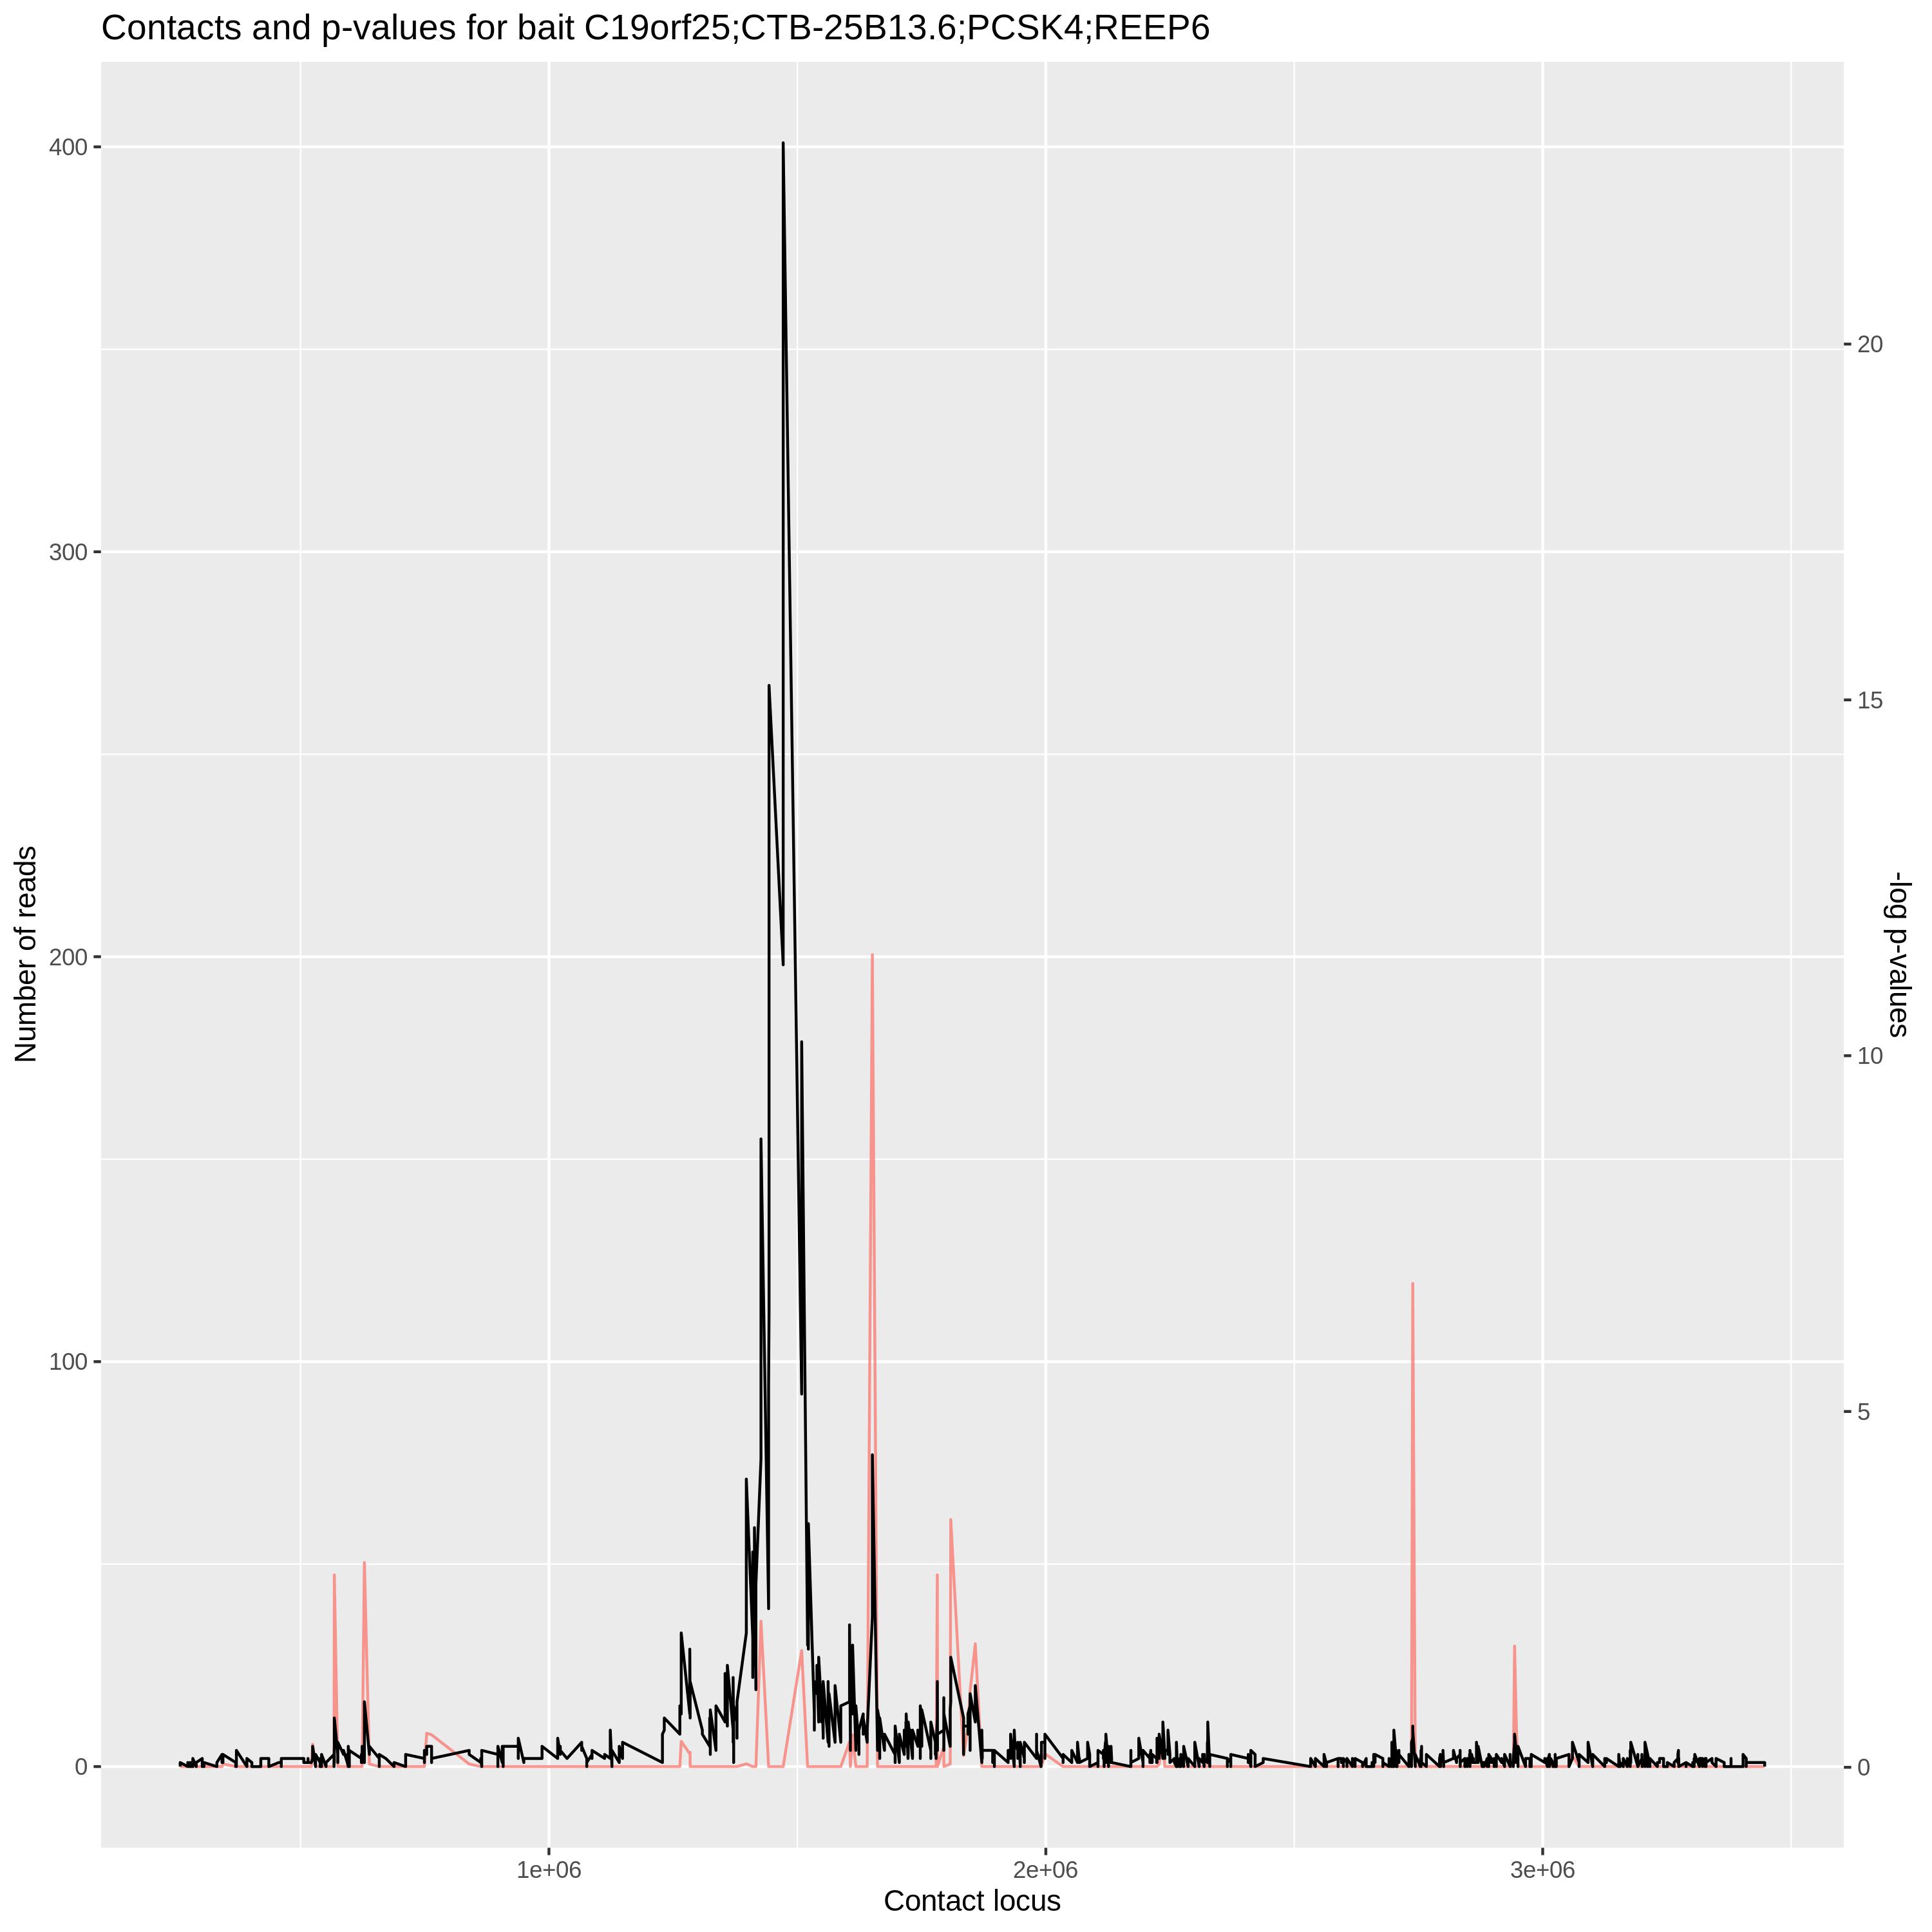 Contacts and p-values for bait C19orf25;CTB-25B13.6;PCSK4;REEP6
400
300
200
100
0
Number of reads
20
15
10
5
0
-log p-values
1e+06
2e+06
3e+06
Contact locus